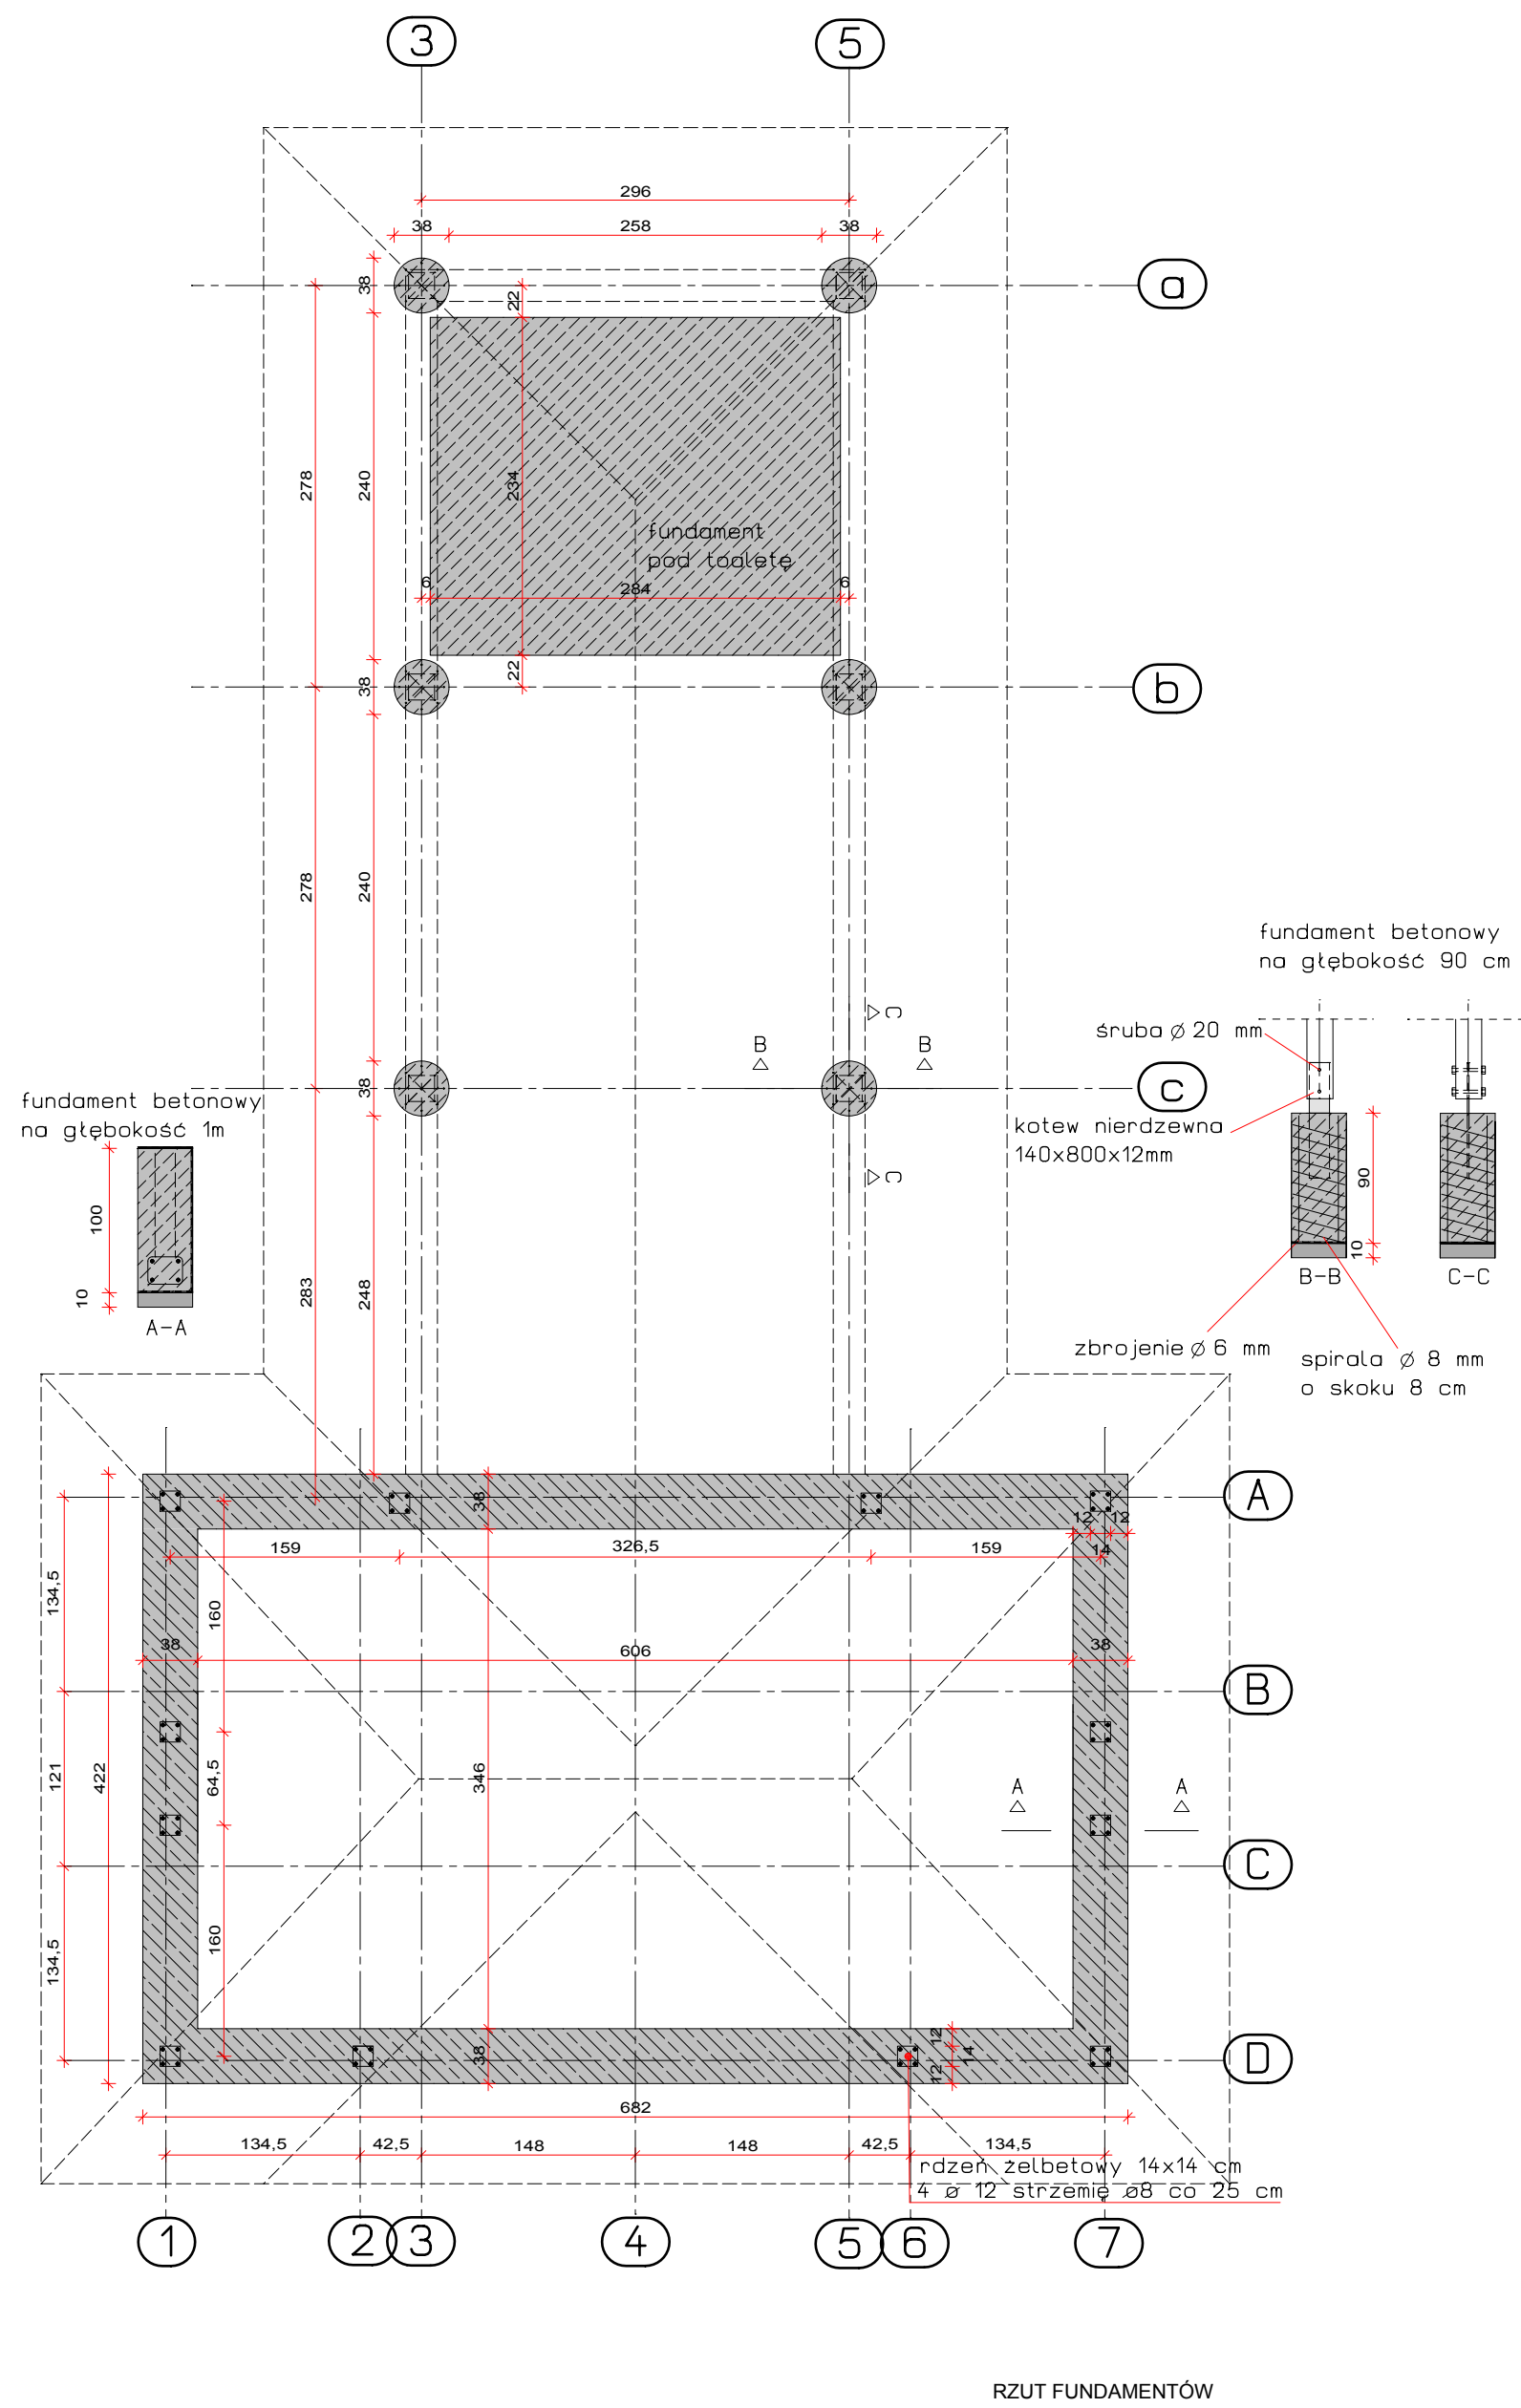 3
5
296
38
258
38
a
38
22
278
240
234
fundament
pod toaletę
6
284
6
22
38
b
278
240
fundament betonowy
na głębokość 90 cm
C
B
B
śruba ⌀ 20 mm
38
c
fundament betonowy
na głębokość 1m
kotew nierdzewna
140x800x12mm
C
90
100
10
B-B
C-C
283
248
10
A-A
zbrojenie ⌀ 6 mm
spirala ⌀ 8 mm
o skoku 8 cm
38
A
12
12
14
159
326,5
159
134,5
160
38
606
38
B
121
422
64,5
346
A
A
C
134,5
160
38
12
14
12
D
682
134,5
42,5
148
148
42,5
134,5
rdzeń żelbetowy 14x14 cm
4 ⌀ 12 strzemię ⌀8 co 25 cm
1
2
3
4
5
6
7
RZUT FUNDAMENTÓW